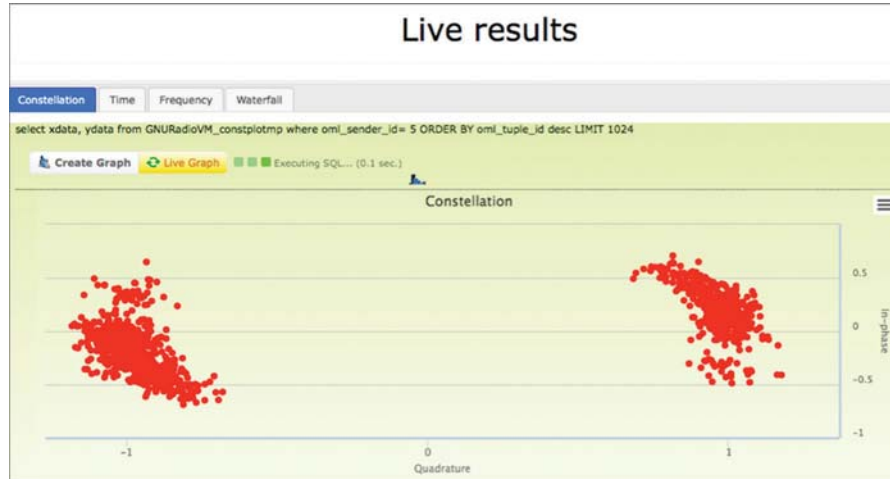 Live results
Constellation Time Frequency Waterfall
select xdata, ydata from GNURadioVM_constplotmp where oml_sender_id= 5 ORDER BY oml_tuple_id desc LIMIT 1024
Create Graph Live Graph Executing SQL... (0.1 sec.)
Constellation
0.5
0
-0.5
-1
In-phase
-1 0 1
Quadrature